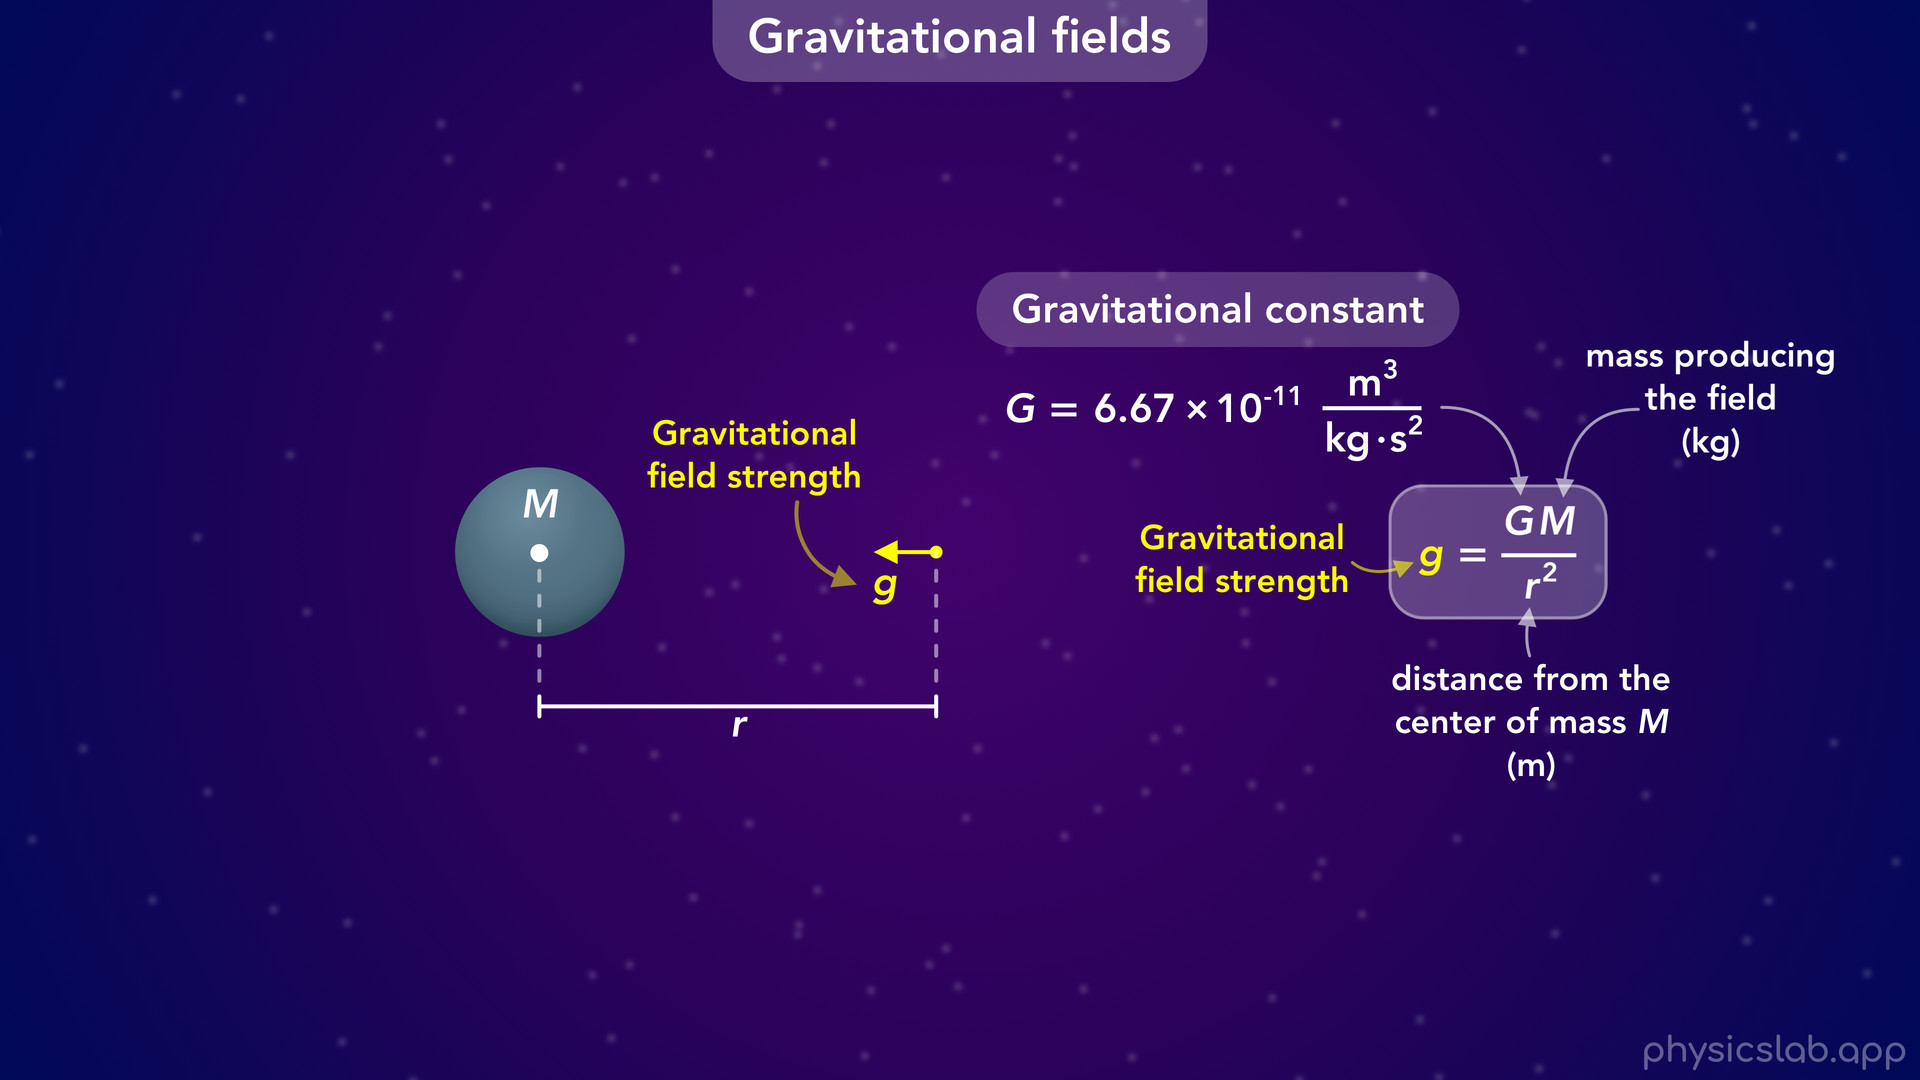 Gravitational fields
Gravitational constant
G = 6.67 × 10⁻¹¹ m³/kg·s²
mass producing
the field
(kg)
Gravitational
field strength
M
g
r
Gravitational
field strength
g = GM/r²
distance from the
center of mass M
(m)
physicslab.app